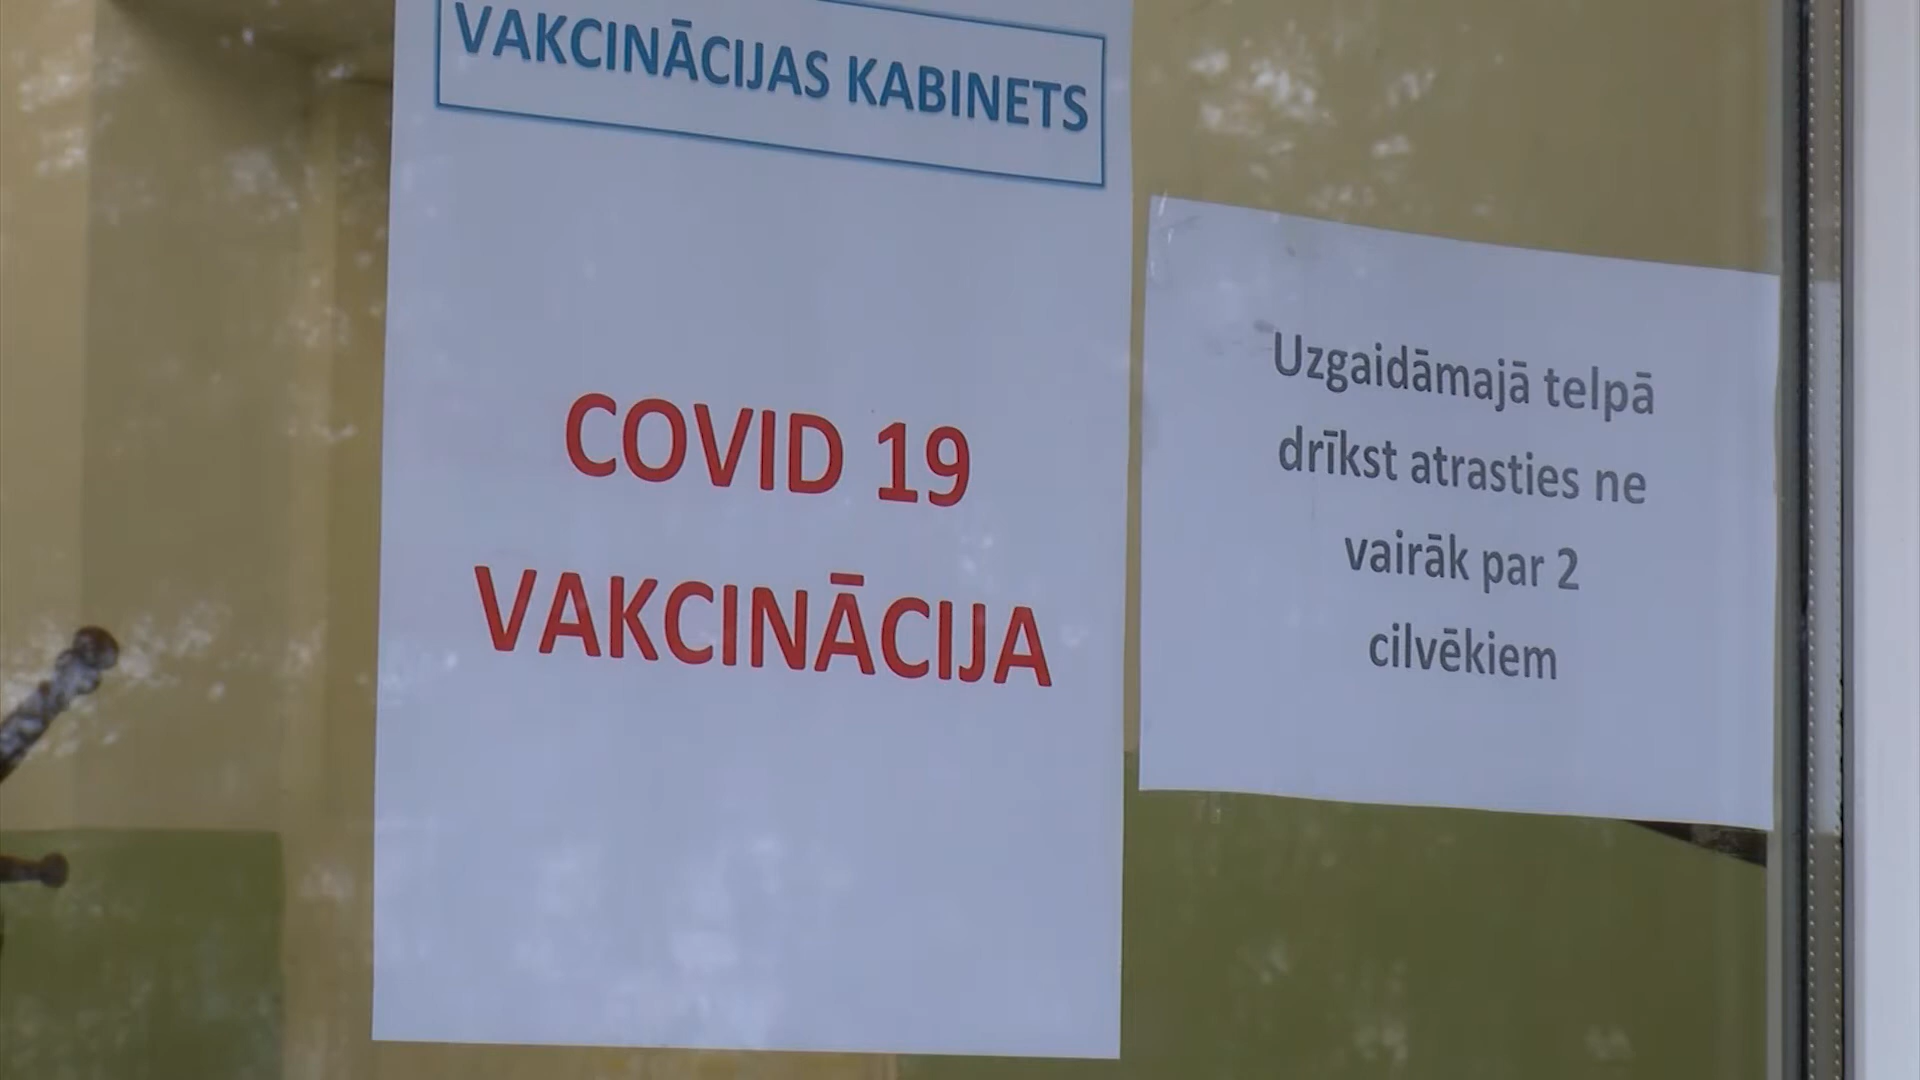 VAKCINĀCIJAS KABINETS
COVID 19
VAKCINĀCIJA
Uzgaidāmajā telpā
drīkst atrasties ne
vairāk par 2
cilvēkiem